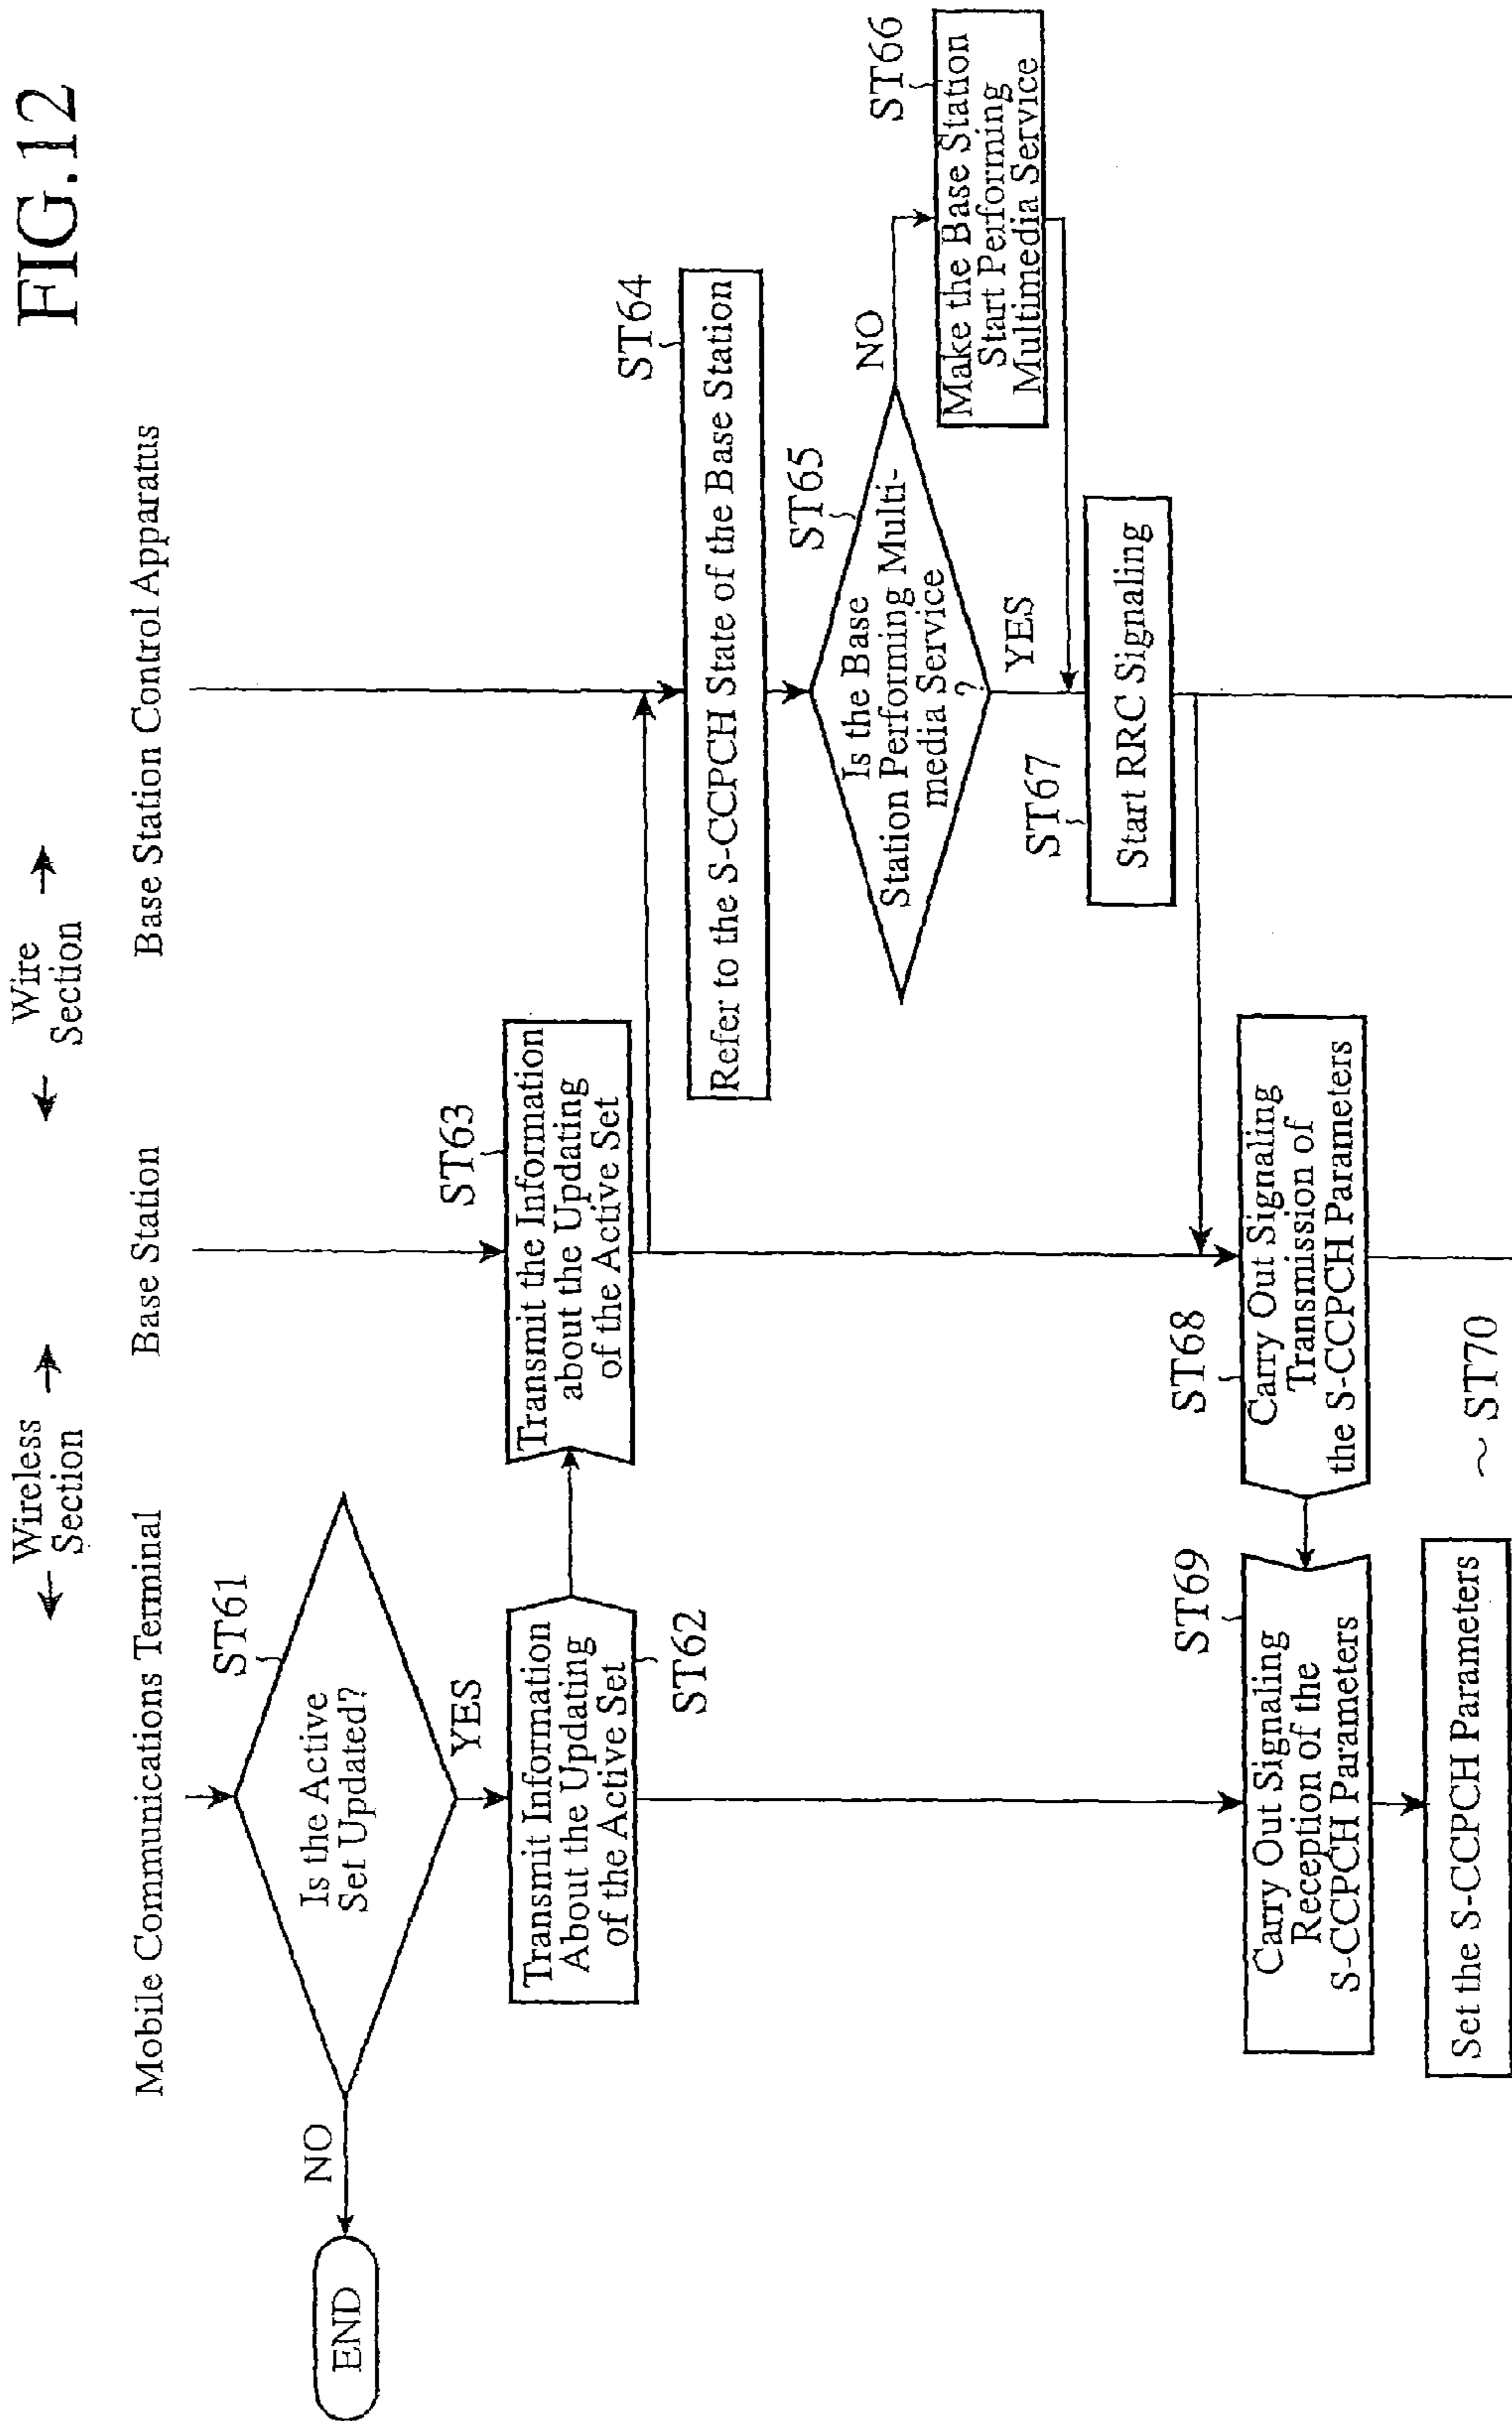 FIG.12
← Wireless →
Section
← Wire →
Section
Mobile Communications Terminal
Base Station
Base Station Control Apparatus
ST61
Is the Active
Set Updated?
NO
END
YES
Transmit Information
About the Updating
of the Active Set
ST62
ST63
Transmit the Information
about the Updating
of the Active Set
ST64
Refer to the S-CCPCH State of the Base Station
ST65
Is the Base
Station Performing Multi-
media Service
?
NO
YES
ST66
Make the Base Station
Start Performing
Multimedia Service
ST67
Start RRC Signaling
ST68
Carry Out Signaling
Transmission of
the S-CCPCH Parameters
ST69
Carry Out Signaling
Reception of the
S-CCPCH Parameters
Set the S-CCPCH Parameters
~ ST70